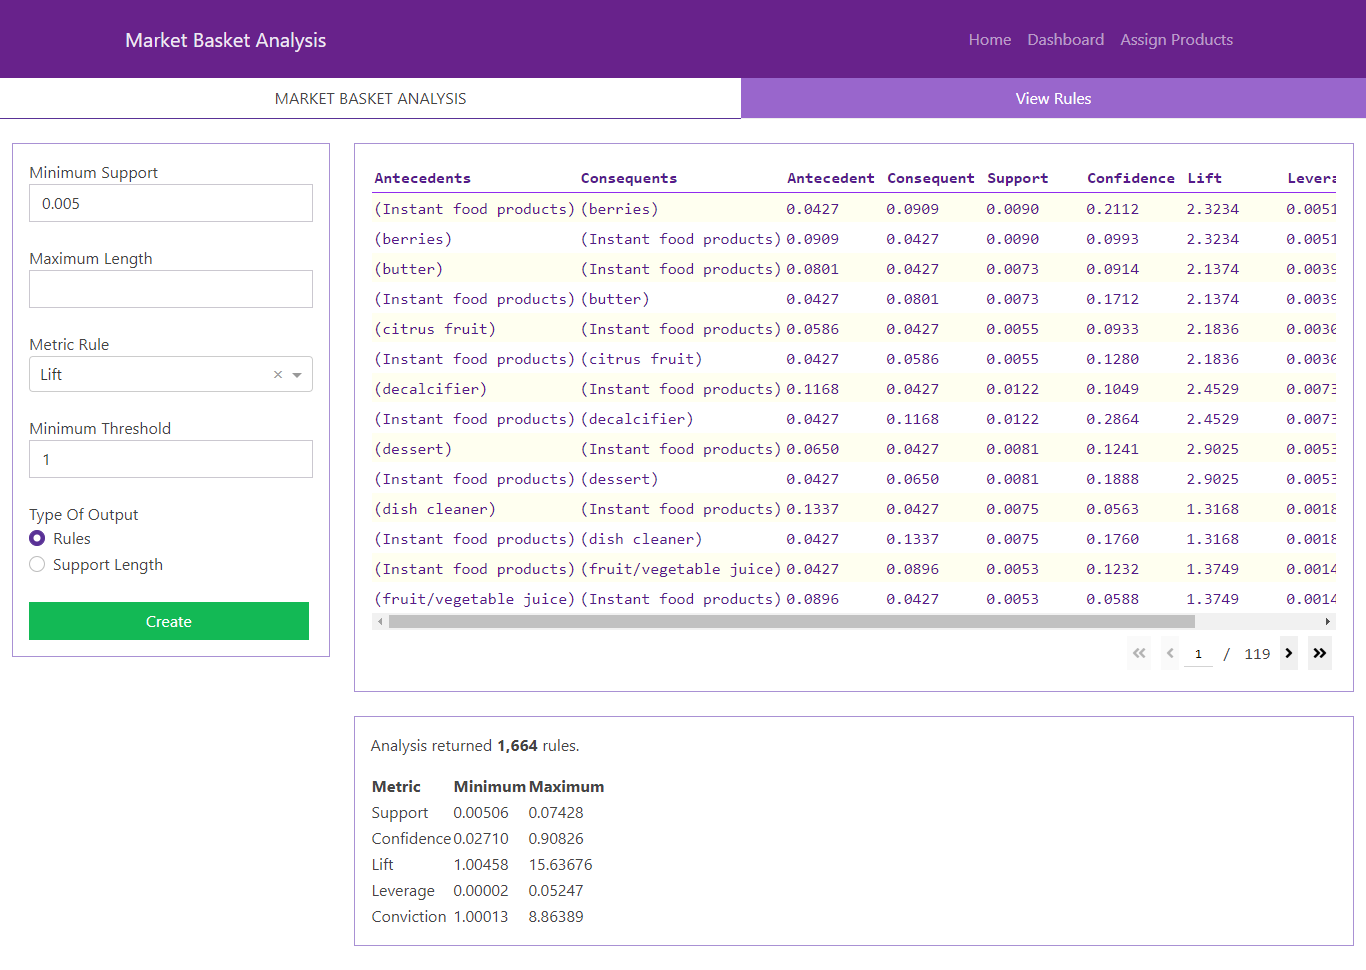 Market Basket Analysis Home Dashboard Assign Products
MARKET BASKET ANALYSIS View Rules
Minimum Support
0.005
Maximum Length
Metric Rule
Lift ×
Minimum Threshold
1
Type Of Output
Rules
Support Length
Create
Antecedents Consequents Antecedent Consequent Support Confidence Lift Levera
(Instant food products) (berries) 0.0427 0.0909 0.0090 0.2112 2.3234 0.0051
(berries) (Instant food products) 0.0909 0.0427 0.0090 0.0993 2.3234 0.0051
(butter) (Instant food products) 0.0801 0.0427 0.0073 0.0914 2.1374 0.0039
(Instant food products) (butter) 0.0427 0.0801 0.0073 0.1712 2.1374 0.0039
(citrus fruit) (Instant food products) 0.0586 0.0427 0.0055 0.0933 2.1836 0.0030
(Instant food products) (citrus fruit) 0.0427 0.0586 0.0055 0.1280 2.1836 0.0030
(decalcifier) (Instant food products) 0.1168 0.0427 0.0122 0.1049 2.4529 0.0073
(Instant food products) (decalcifier) 0.0427 0.1168 0.0122 0.2864 2.4529 0.0073
(dessert) (Instant food products) 0.0650 0.0427 0.0081 0.1241 2.9025 0.0053
(Instant food products) (dessert) 0.0427 0.0650 0.0081 0.1888 2.9025 0.0053
(dish cleaner) (Instant food products) 0.1337 0.0427 0.0075 0.0563 1.3168 0.0018
(Instant food products) (dish cleaner) 0.0427 0.1337 0.0075 0.1760 1.3168 0.0018
(Instant food products) (fruit/vegetable juice) 0.0427 0.0896 0.0053 0.1232 1.3749 0.0014
(fruit/vegetable juice) (Instant food products) 0.0896 0.0427 0.0053 0.0588 1.3749 0.0014
« ‹ 1 / 119 › »
Analysis returned 1,664 rules.
Metric Minimum Maximum
Support 0.00506 0.07428
Confidence 0.02710 0.90826
Lift 1.00458 15.63676
Leverage 0.00002 0.05247
Conviction 1.00013 8.86389